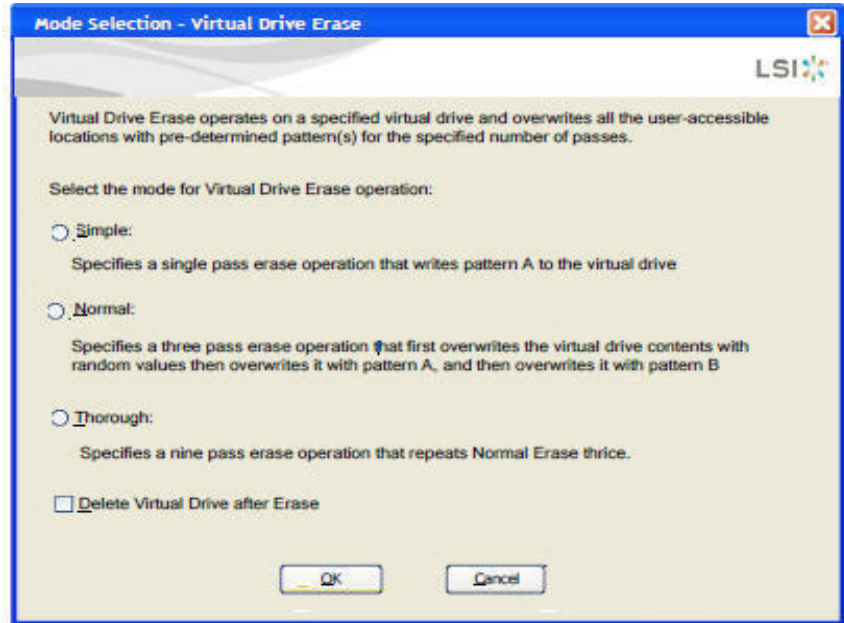 Mode Selection - Virtual Drive Erase
LSI
Virtual Drive Erase operates on a specified virtual drive and overwrites all the user-accessible
locations with pre-determined pattern(s) for the specified number of passes.
Select the mode for Virtual Drive Erase operation:
Simple:
Specifies a single pass erase operation that writes pattern A to the virtual drive
Normal:
Specifies a three pass erase operation that first overwrites the virtual drive contents with
random values then overwrites it with pattern A, and then overwrites it with pattern B
Thorough:
Specifies a nine pass erase operation that repeats Normal Erase thrice.
Delete Virtual Drive after Erase
OK
Cancel